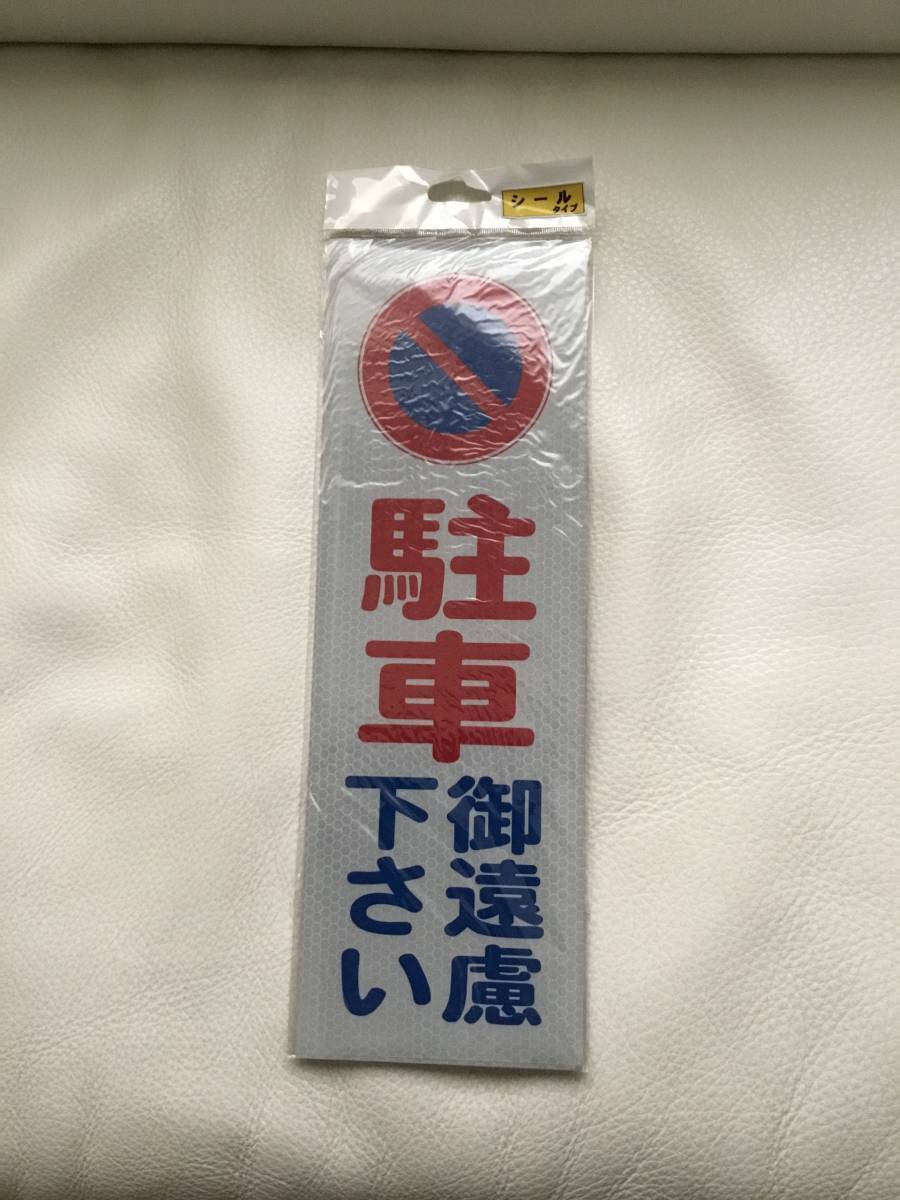 シール
タイプ
駐車
御遠慮
下さい